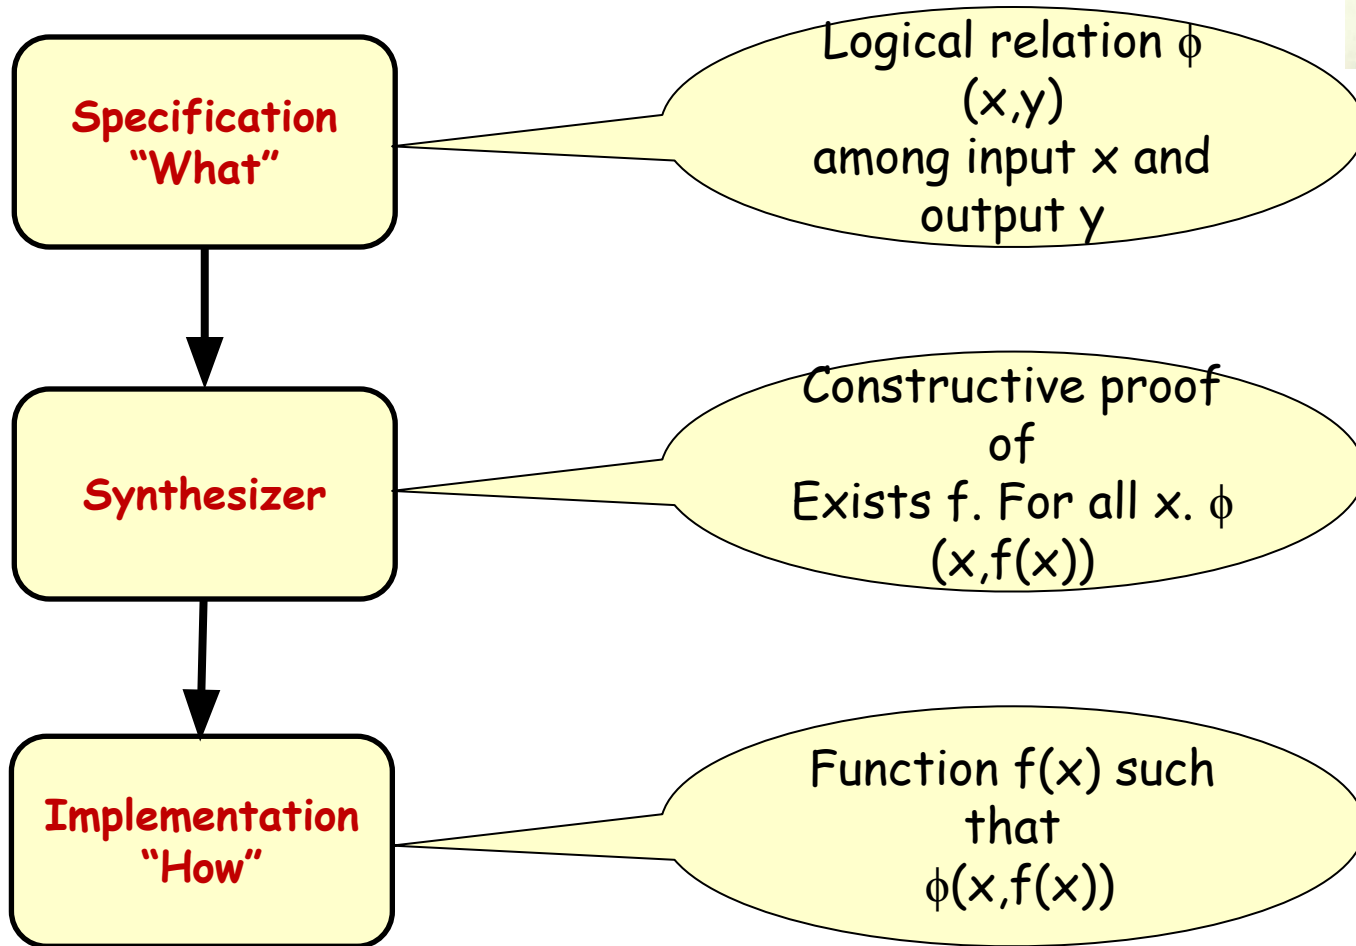 Specification
“What”
Logical relation ϕ
(x,y)
among input x and
output y
Synthesizer
Constructive proof
of
Exists f. For all x. ϕ
(x,f(x))
Implementation
“How”
Function f(x) such
that
ϕ(x,f(x))